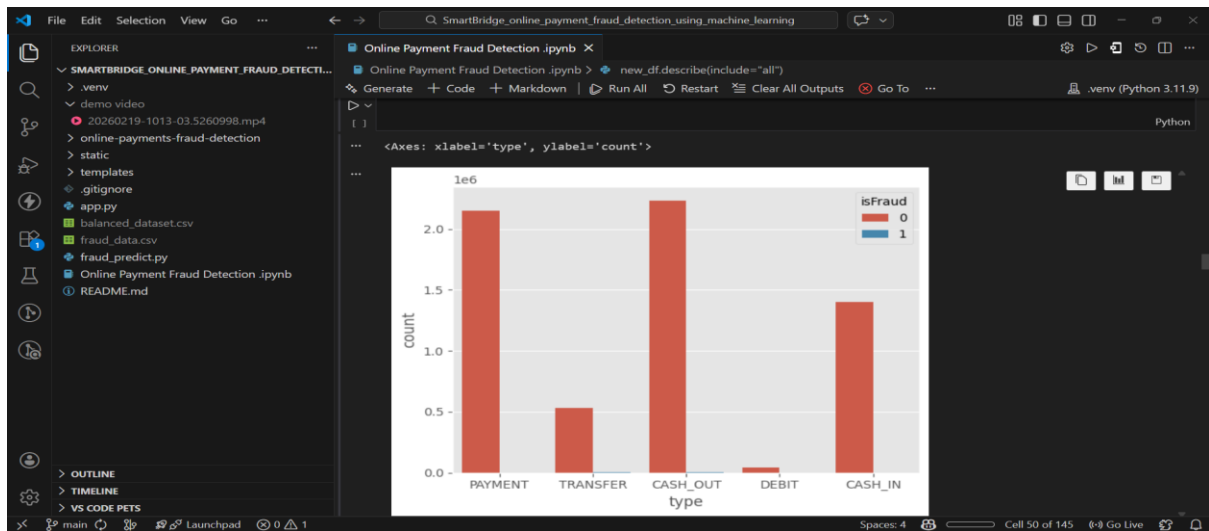 File Edit Selection View Go ... SmartBridge_online_payment_fraud_detection_using_machine_learning
EXPLORER ...
SMARTBRIDGE_ONLINE_PAYMENT_FRAUD_DETECTI...
.venv
demo video
20260219-1013-03.5260998.mp4
online-payments-fraud-detection
static
templates
.gitignore
app.py
balanced_dataset.csv
fraud_data.csv
fraud_predict.py
Online Payment Fraud Detection .ipynb
README.md
OUTLINE
TIMELINE
VS CODE PETS
1
Online Payment Fraud Detection .ipynb
Online Payment Fraud Detection .ipynb > new_df.describe(include="all")
Generate + Code + Markdown | Run All Restart Clear All Outputs Go To ... .venv (Python 3.11.9)
[ ]
Python
... <Axes: xlabel='type', ylabel='count'>
...
1e6
isFraud
0
1
2.0
1.5
1.0
0.5
0.0
count
PAYMENT TRANSFER CASH_OUT DEBIT CASH_IN
type
main Launchpad 0 1 Spaces: 4 Cell 50 of 145 Go Live